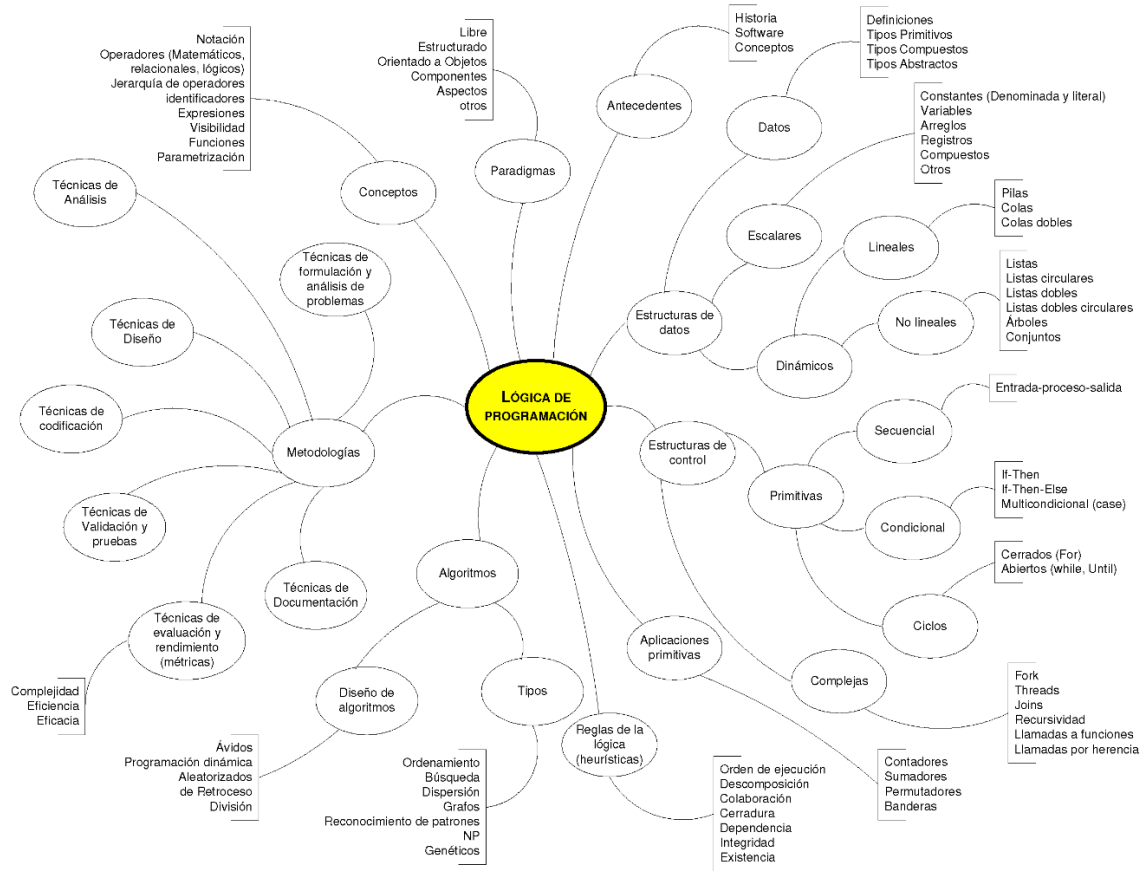 LÓGICA DE
PROGRAMACIÓN
Antecedentes
Historia
Software
Conceptos
Estructuras de
datos
Datos
Definiciones
Tipos Primitivos
Tipos Compuestos
Tipos Abstractos
Escalares
Constantes (Denominada y literal)
Variables
Arreglos
Registros
Compuestos
Otros
Dinámicos
Lineales
Pilas
Colas
Colas dobles
No lineales
Listas
Listas circulares
Listas dobles
Listas dobles circulares
Árboles
Conjuntos
Estructuras de
control
Primitivas
Secuencial
Entrada-proceso-salida
Condicional
If-Then
If-Then-Else
Multicondicional (case)
Ciclos
Cerrados (For)
Abiertos (while, Until)
Complejas
Fork
Threads
Joins
Recursividad
Llamadas a funciones
Llamadas por herencia
Aplicaciones
primitivas
Contadores
Sumadores
Permutadores
Banderas
Reglas de la
lógica
(heurísticas)
Orden de ejecución
Descomposición
Colaboración
Cerradura
Dependencia
Integridad
Existencia
Algoritmos
Tipos
Ordenamiento
Búsqueda
Dispersión
Grafos
Reconocimiento de patrones
NP
Genéticos
Diseño de
algoritmos
Ávidos
Programación dinámica
Aleatorizados
de Retroceso
División
Metodologías
Técnicas de
Documentación
Técnicas de
evaluación y
rendimiento
(métricas)
Complejidad
Eficiencia
Eficacia
Técnicas de
Validación y
pruebas
Técnicas de
codificación
Técnicas de
Diseño
Técnicas de
Análisis
Técnicas de
formulación y
análisis de
problemas
Conceptos
Notación
Operadores (Matemáticos,
relacionales, lógicos)
Jerarquía de operadores
identificadores
Expresiones
Visibilidad
Funciones
Parametrización
Paradigmas
Libre
Estructurado
Orientado a Objetos
Componentes
Aspectos
otros